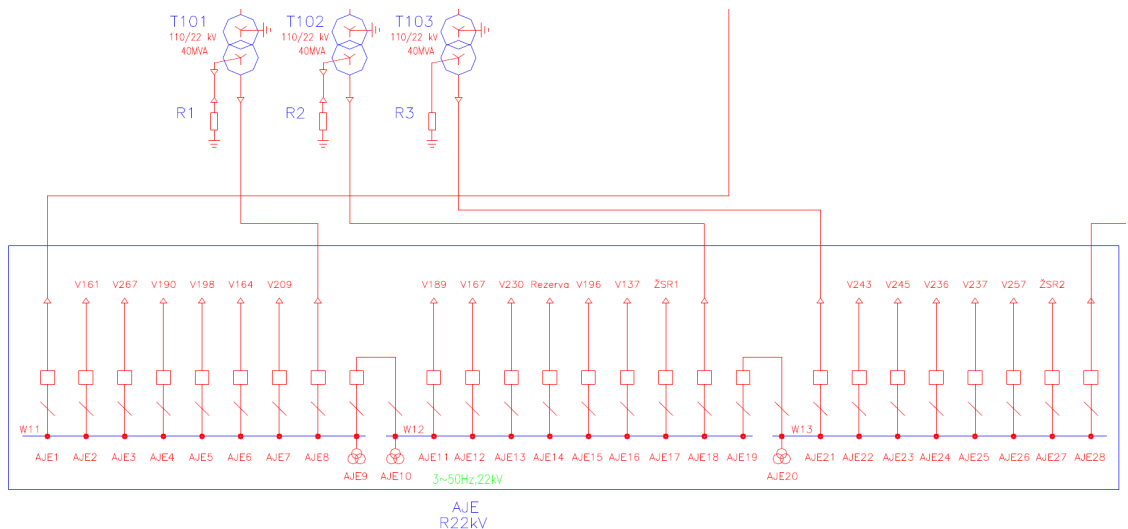 T101
110/22 kV
40MVA
T102
110/22 kV
40MVA
T103
110/22 kV
40MVA
R1
R2
R3
V161
V267
V190
V198
V164
V209
V189
V167
V230
Rezerva
V196
V137
ŽSR1
V243
V245
V236
V237
V257
ŽSR2
W11
W12
W13
AJE1
AJE2
AJE3
AJE4
AJE5
AJE6
AJE7
AJE8
AJE9
AJE10
AJE11
AJE12
AJE13
AJE14
AJE15
AJE16
AJE17
AJE18
AJE19
AJE20
AJE21
AJE22
AJE23
AJE24
AJE25
AJE26
AJE27
AJE28
3~50Hz,22kV
AJE
R22kV